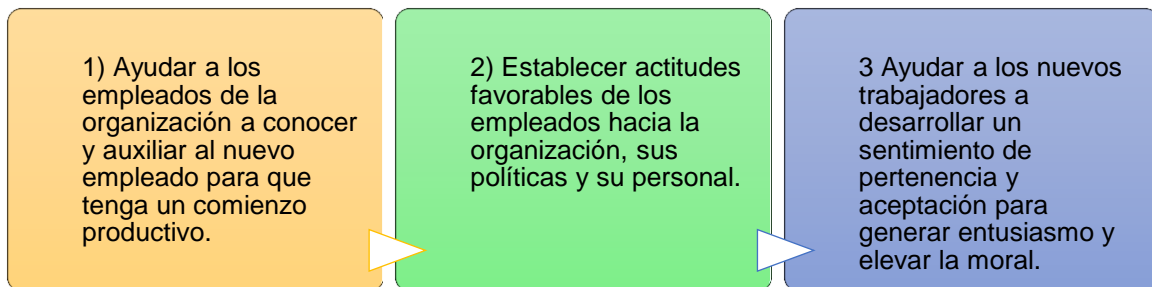 1) Ayudar a los
empleados de la
organización a conocer
y auxiliar al nuevo
empleado para que
tenga un comienzo
productivo.
2) Establecer actitudes
favorables de los
empleados hacia la
organización, sus
políticas y su personal.
3 Ayudar a los nuevos
trabajadores a
desarrollar un
sentimiento de
pertenencia y
aceptación para
generar entusiasmo y
elevar la moral.